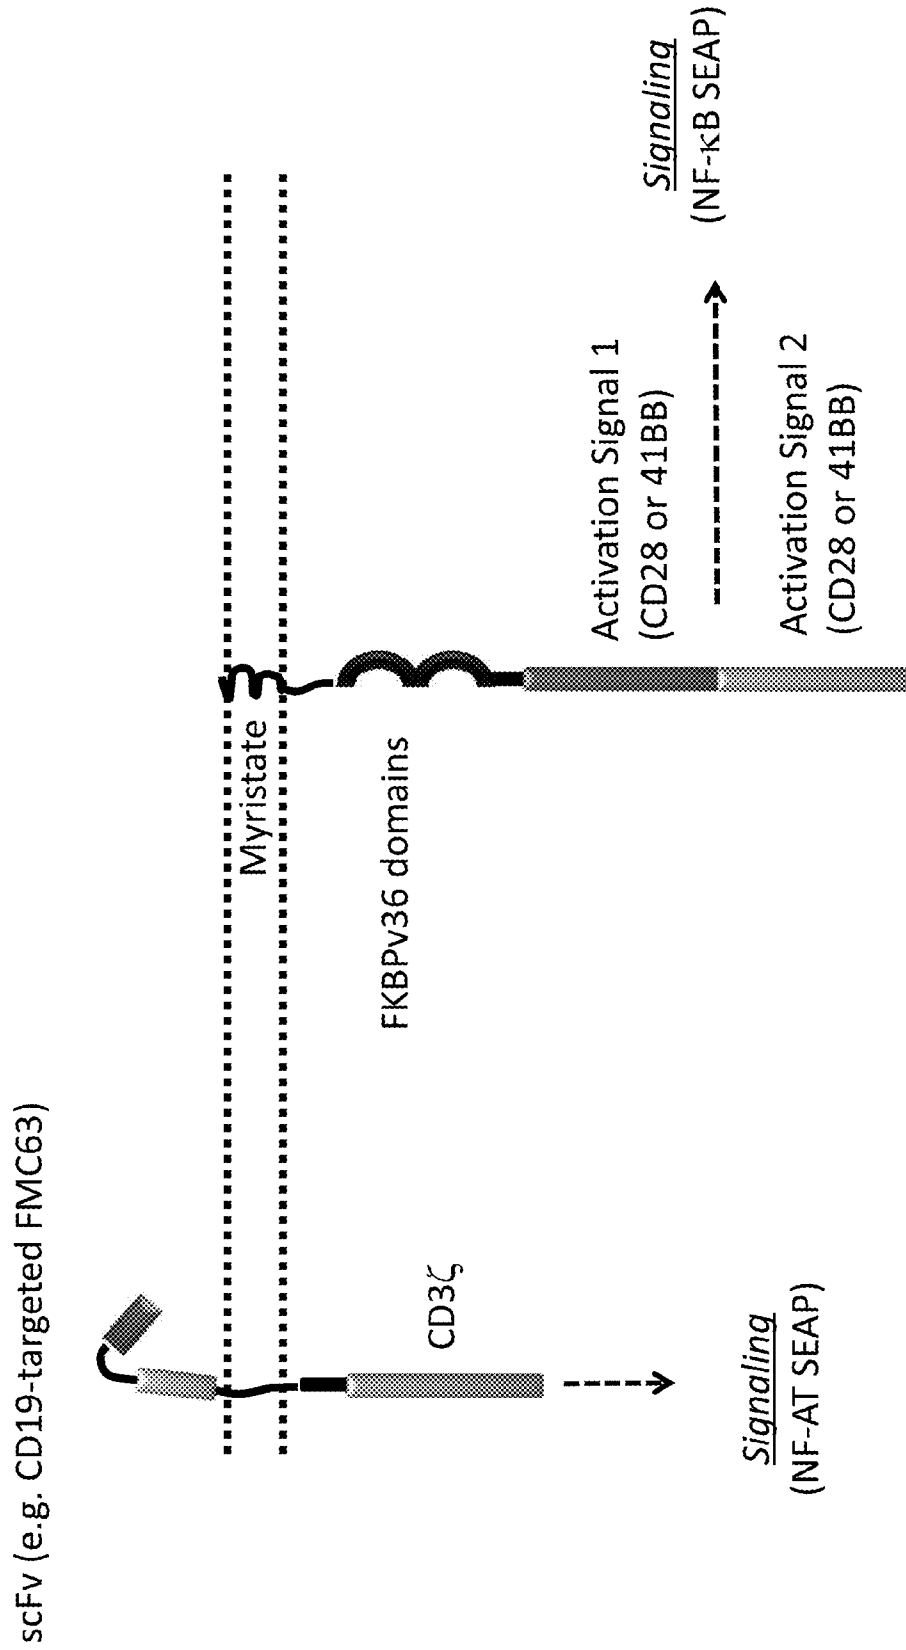 scFv (e.g. CD19-targeted FMC63)
CD3ζ
Signaling
(NF-AT SEAP)
Myristate
FKBPv36 domains
Activation Signal 1
(CD28 or 41BB)
Activation Signal 2
(CD28 or 41BB)
Signaling
(NF-κB SEAP)